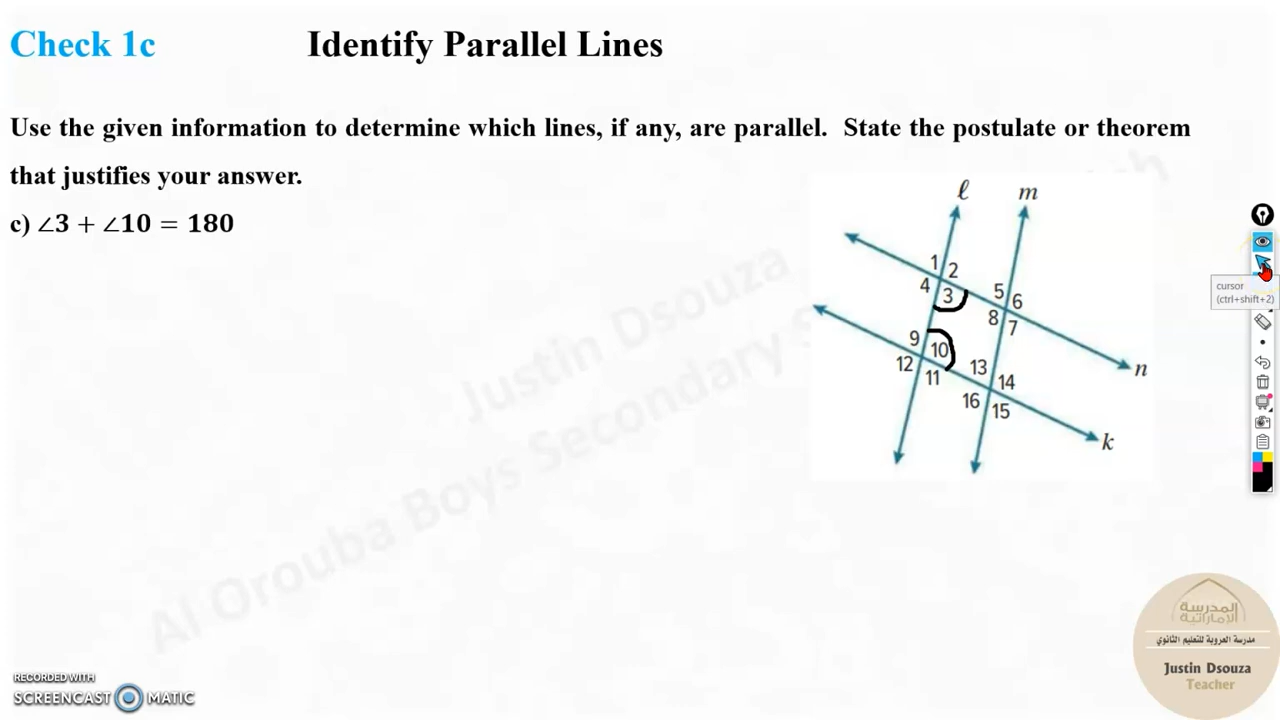 Check 1c
Identify Parallel Lines
Use the given information to determine which lines, if any, are parallel. State the postulate or theorem
that justifies your answer.
c) ∠3 + ∠10 = 180
ℓ
m
1
2
4
3
5
6
8
7
9
10
12
11
13
14
16
15
n
k
cursor
(ctrl+shift+2)
Justin Dsouza
Al Orouba Boys Secondary S
RECORDED WITH
SCREENCAST MATIC
المدرسة
الإماراتية
مدرسة العروبة للتعليم الثانوي
Justin Dsouza
Teacher